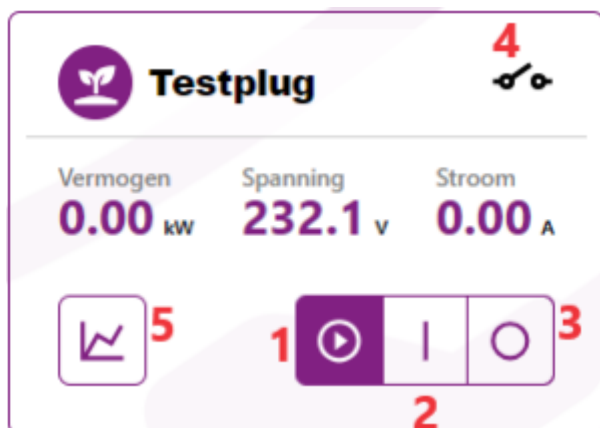 4
Testplug
Vermogen Spanning Stroom
0.00 kW 232.1 V 0.00 A
5 1 3
2